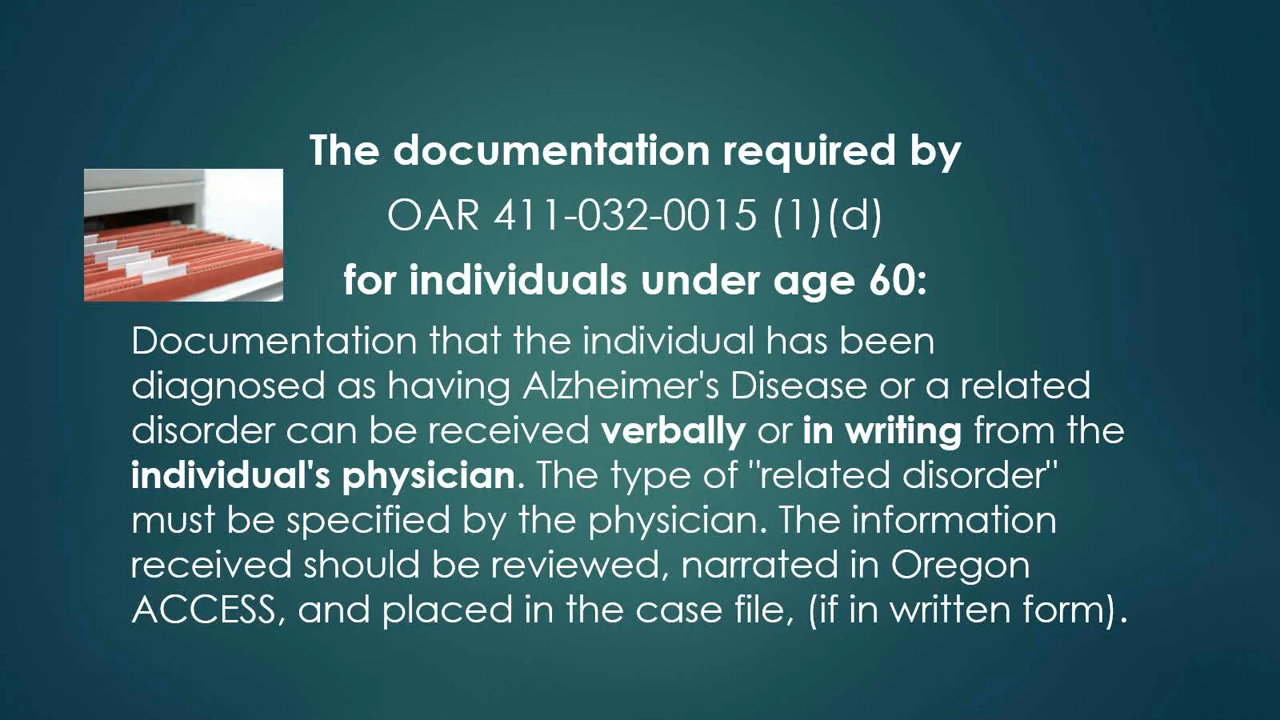 The documentation required by
OAR 411-032-0015 (1)(d)
for individuals under age 60:
Documentation that the individual has been
diagnosed as having Alzheimer's Disease or a related
disorder can be received verbally or in writing from the
individual's physician. The type of "related disorder"
must be specified by the physician. The information
received should be reviewed, narrated in Oregon
ACCESS, and placed in the case file, (if in written form).